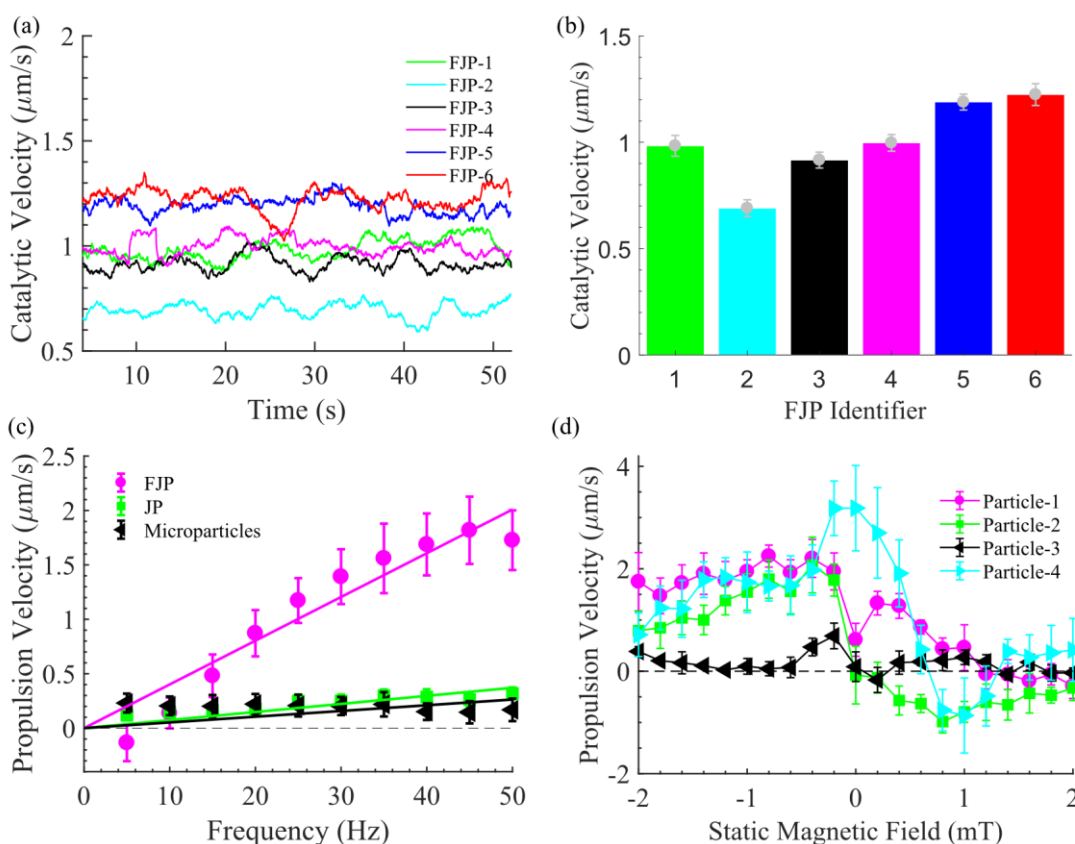 (a)
Catalytic Velocity (μm/s)
2
1.5
1
0.5
10
20
30
40
50
Time (s)
FJP-1
FJP-2
FJP-3
FJP-4
FJP-5
FJP-6
(b)
Catalytic Velocity (μm/s)
1.5
1
0.5
0
1
2
3
4
5
6
FJP Identifier
(c)
Propulsion Velocity (μm/s)
2.5
2
1.5
1
0.5
0
0
10
20
30
40
50
Frequency (Hz)
FJP
JP
Microparticles
(d)
Propulsion Velocity (μm/s)
4
2
0
-2
-2
-1
0
1
2
Static Magnetic Field (mT)
Particle-1
Particle-2
Particle-3
Particle-4